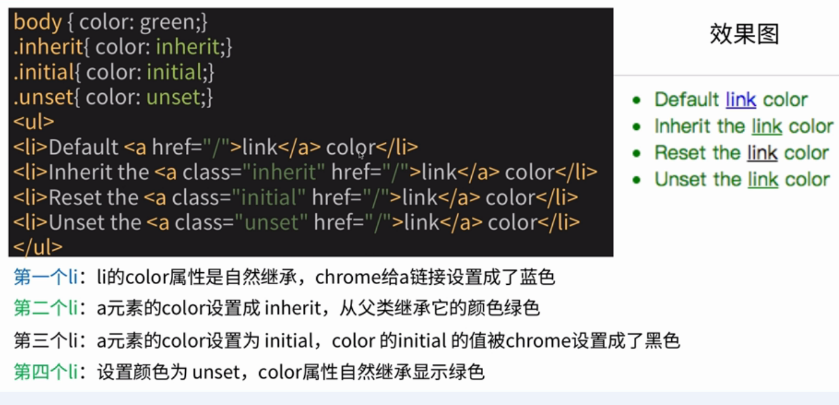 body { color: green;}
.inherit{ color: inherit;}
.initial{ color: initial;}
.unset{ color: unset;}
<ul>
<li>Default <a href="/">link</a> color</li>
<li>Inherit the <a class="inherit" href="/">link</a> color</li>
<li>Reset the <a class="initial" href="/">link</a> color</li>
<li>Unset the <a class="unset" href="/">link</a> color</li>
</ul>
效果图
• Default link color
• Inherit the link color
• Reset the link color
• Unset the link color
第一个li：li的color属性是自然继承，chrome给a链接设置成了蓝色
第二个li：a元素的color设置成 inherit，从父类继承它的颜色绿色
第三个li：a元素的color设置为 initial，color 的initial 的值被chrome设置成了黑色
第四个li：设置颜色为 unset，color属性自然继承显示绿色